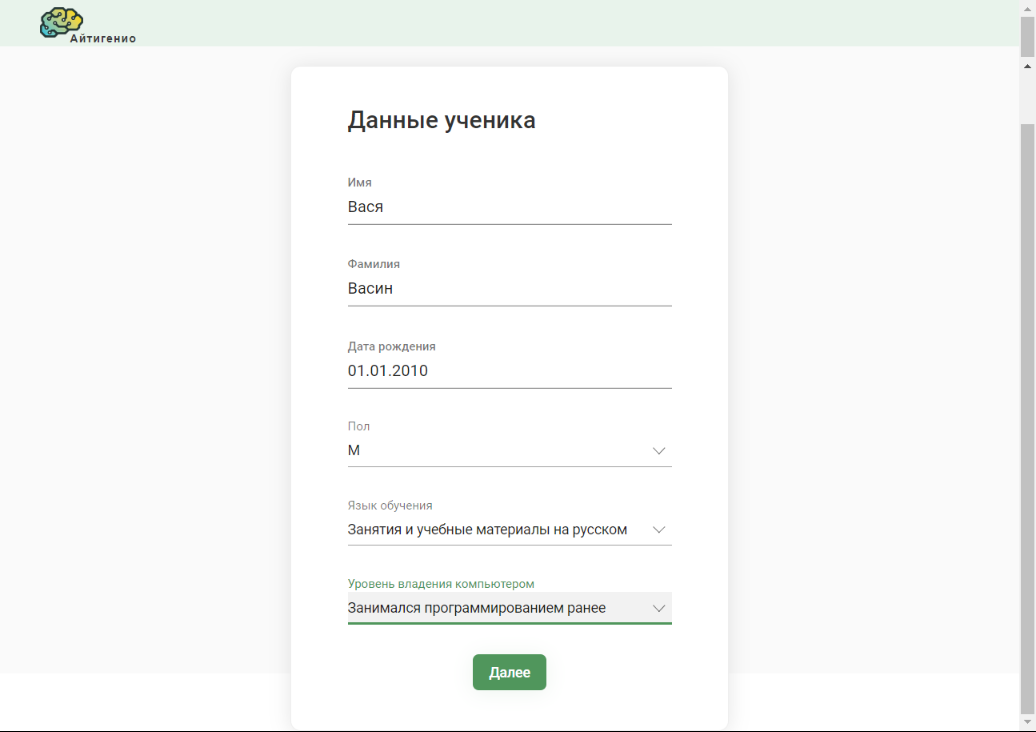 Айтигенио
Данные ученика
Имя
Вася
Фамилия
Васин
Дата рождения
01.01.2010
Пол
М
Язык обучения
Занятия и учебные материалы на русском
Уровень владения компьютером
Занимался программированием ранее
Далее